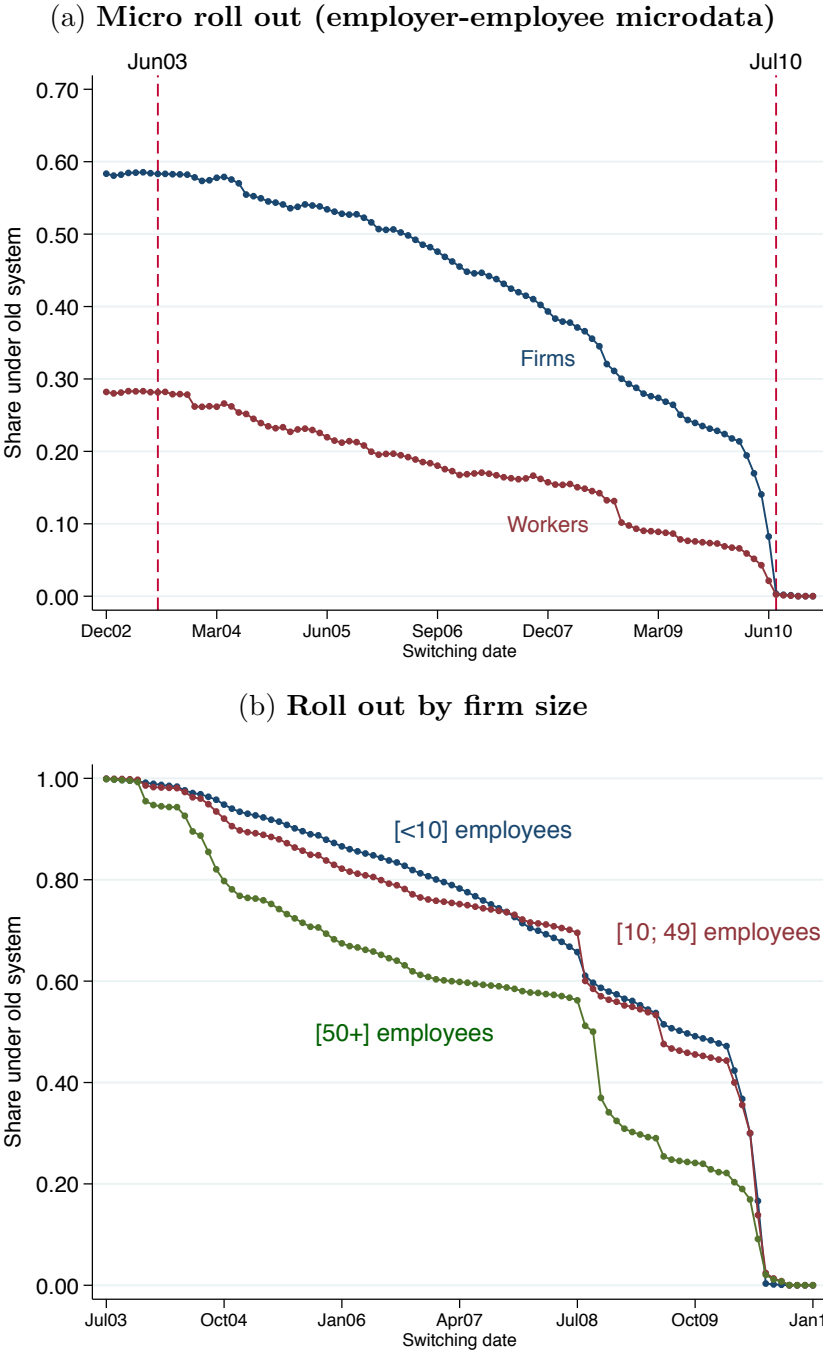 (a) Micro roll out (employer-employee microdata)
Jun03 Jul10
0.70
0.60
0.50
0.40
0.30
0.20
0.10
0.00
Share under old system
Firms
Workers
Dec02 Mar04 Jun05 Sep06 Dec07 Mar09 Jun10
Switching date
(b) Roll out by firm size
1.00
0.80
0.60
0.40
0.20
0.00
Share under old system
[<10] employees
[10; 49] employees
[50+] employees
Jul03 Oct04 Jan06 Apr07 Jul08 Oct09 Jan1
Switching date